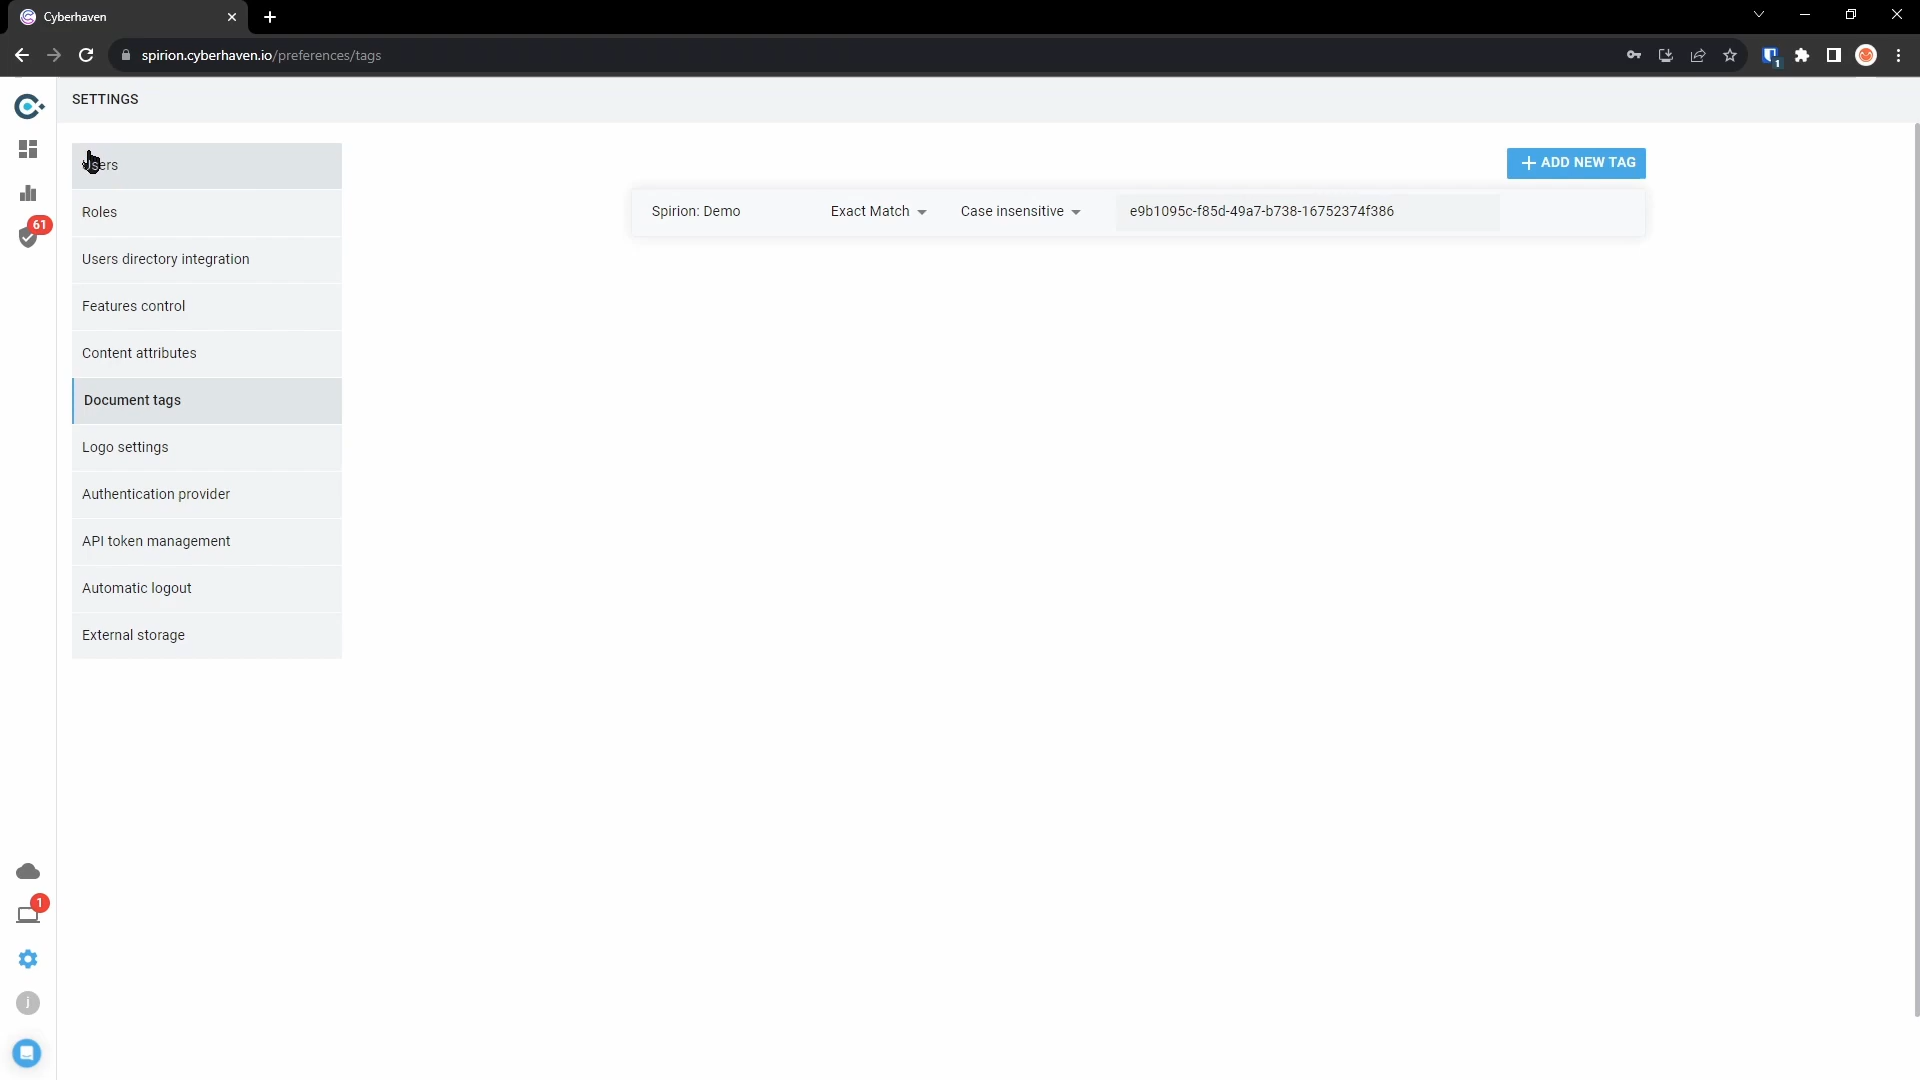 Cyberhaven
spirion.cyberhaven.io/preferences/tags
1
SETTINGS
Users
Roles
61
Users directory integration
Features control
Content attributes
Document tags
Logo settings
Authentication provider
API token management
Automatic logout
External storage
ADD NEW TAG
Spirion: Demo Exact Match Case insensitive e9b1095c-f85d-49a7-b738-16752374f386
1
j